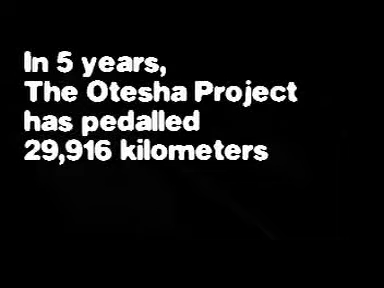 In 5 years,
The Otesha Project
has pedalled
29,916 kilometers